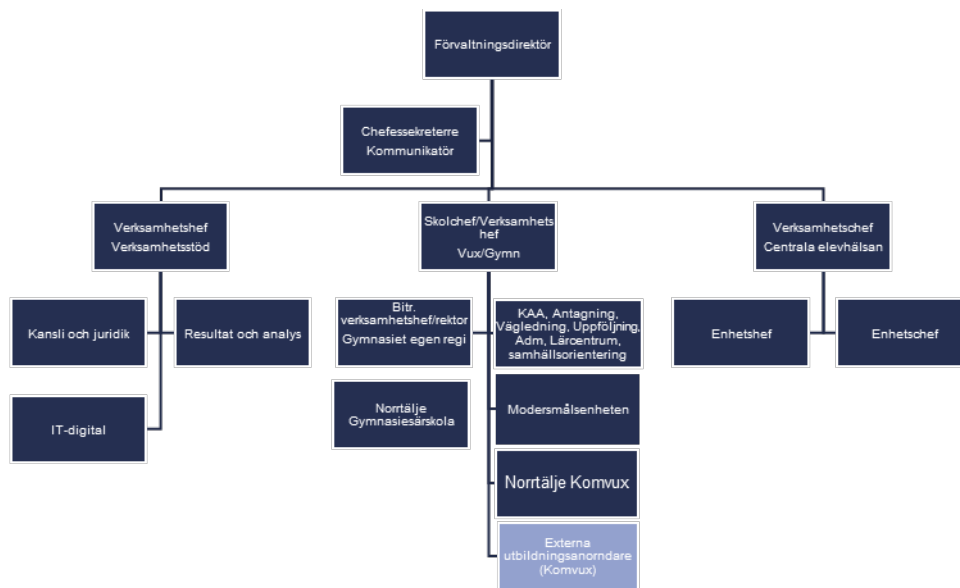 Förvaltningsdirektör
Chefessekreterre
Kommunikatör
Verksamhetshef
Verksamhetsstöd
Skolchef/Verksamhets
hef
Vux/Gymn
Verksamhetschef
Centrala elevhälsan
Kansli och juridik
Resultat och analys
Bitr.
verksamhetshef/rektor
Gymnasiet egen regi
KAA, Antagning,
Vägledning, Uppföljning,
Adm, Lärcentrum,
samhällsorientering
Enhetshef
Enhetschef
IT-digital
Norrtälje
Gymnasiesärskola
Modersmålsenheten
Norrtälje Komvux
Externa
utbildningsanorndare
(Komvux)